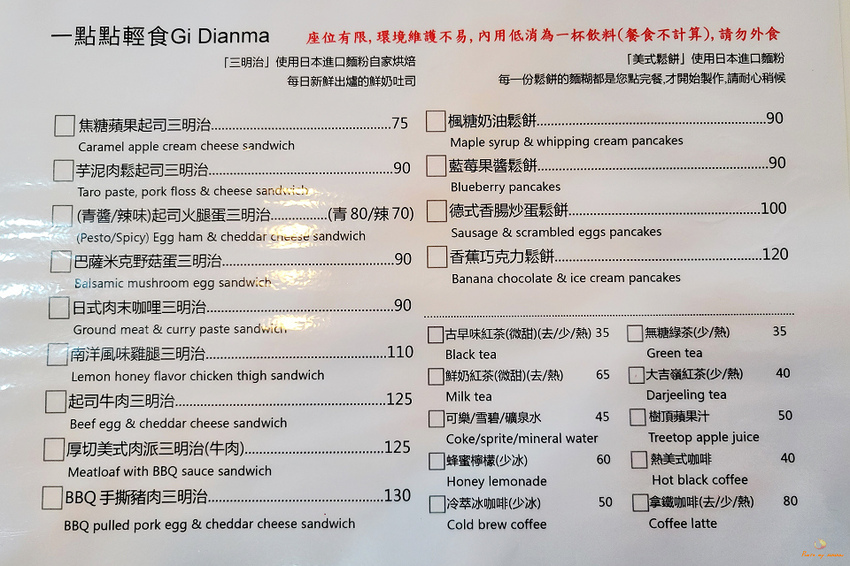 一點點輕食Gi Dianma
座位有限,環境維護不易,內用低消為一杯飲料(餐食不計算),請勿外食
「三明治」使用日本進口麵粉自家烘焙
每日新鮮出爐的鮮奶吐司
「美式鬆餅」使用日本進口麵粉
每一份鬆餅的麵糊都是您點完餐,才開始製作,請耐心稍候
焦糖蘋果起司三明治................................75
Caramel apple cream cheese sandwich
芋泥肉鬆起司三明治................................90
Taro paste, pork floss & cheese sandwich
(青醬/辣味)起司火腿蛋三明治..........(青80/辣70)
(Pesto/Spicy) Egg ham & cheddar cheese sandwich
巴薩米克野菇蛋三明治..............................90
Balsamic mushroom egg sandwich
日式肉末咖哩三明治................................90
Ground meat & curry paste sandwich
南洋風味雞腿三明治................................110
Lemon honey flavor chicken thigh sandwich
起司牛肉三明治....................................125
Beef egg & cheddar cheese sandwich
厚切美式肉派三明治(牛肉)..........................125
Meatloaf with BBQ sauce sandwich
BBQ 手撕豬肉三明治................................130
BBQ pulled pork egg & cheddar cheese sandwich
楓糖奶油鬆餅......................................90
Maple syrup & whipping cream pancakes
藍莓果醬鬆餅......................................90
Blueberry pancakes
德式香腸炒蛋鬆餅..................................100
Sausage & scrambled eggs pancakes
香蕉巧克力鬆餅....................................120
Banana chocolate & ice cream pancakes
古早味紅茶(微甜)(去/少/熱) 35
Black tea
鮮奶紅茶(微甜)(去/熱) 65
Milk tea
可樂/雪碧/礦泉水 45
Coke/sprite/mineral water
蜂蜜檸檬(少冰) 60
Honey lemonade
冷萃冰咖啡(少冰) 50
Cold brew coffee
無糖綠茶(少/熱) 35
Green tea
大吉嶺紅茶(少/熱) 40
Darjeeling tea
樹頂蘋果汁 50
Treetop apple juice
熱美式咖啡 40
Hot black coffee
拿鐵咖啡(去/少/熱) 80
Coffee latte